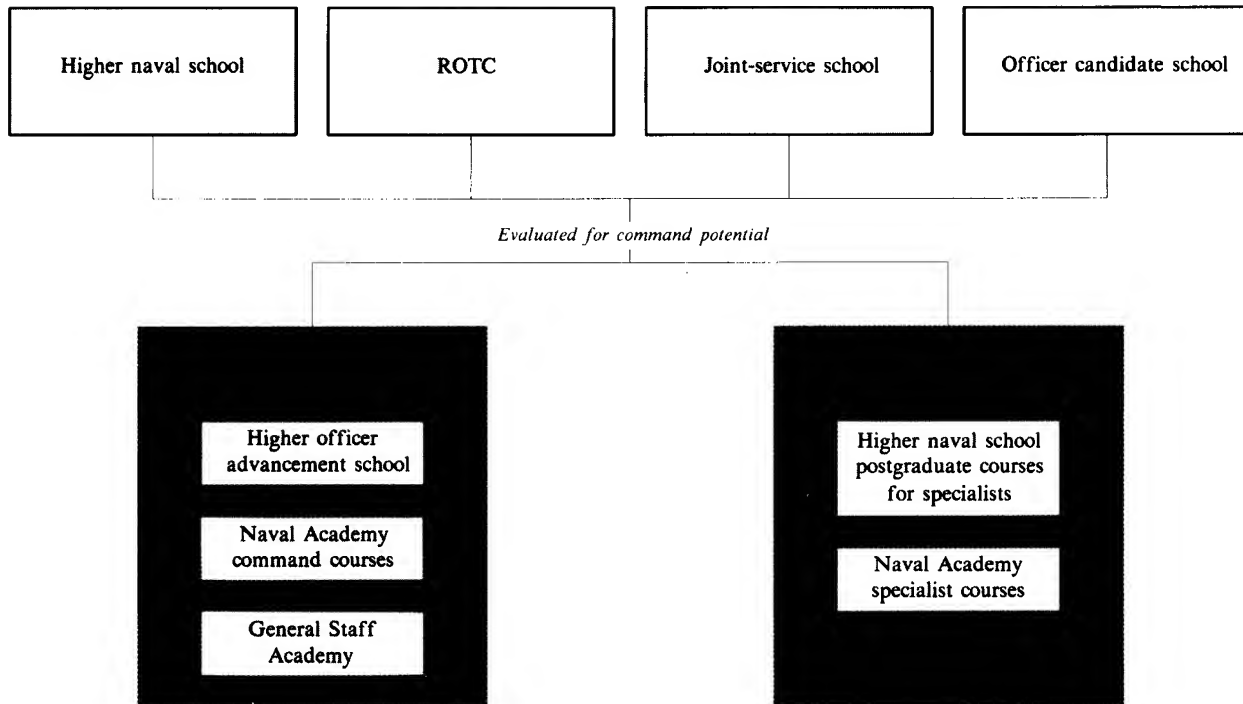 Higher naval school
ROTC
Joint-service school
Officer candidate school
Evaluated for command potential
Higher officer
advancement school
Naval Academy
command courses
General Staff
Academy
Higher naval school
postgraduate courses
for specialists
Naval Academy
specialist courses